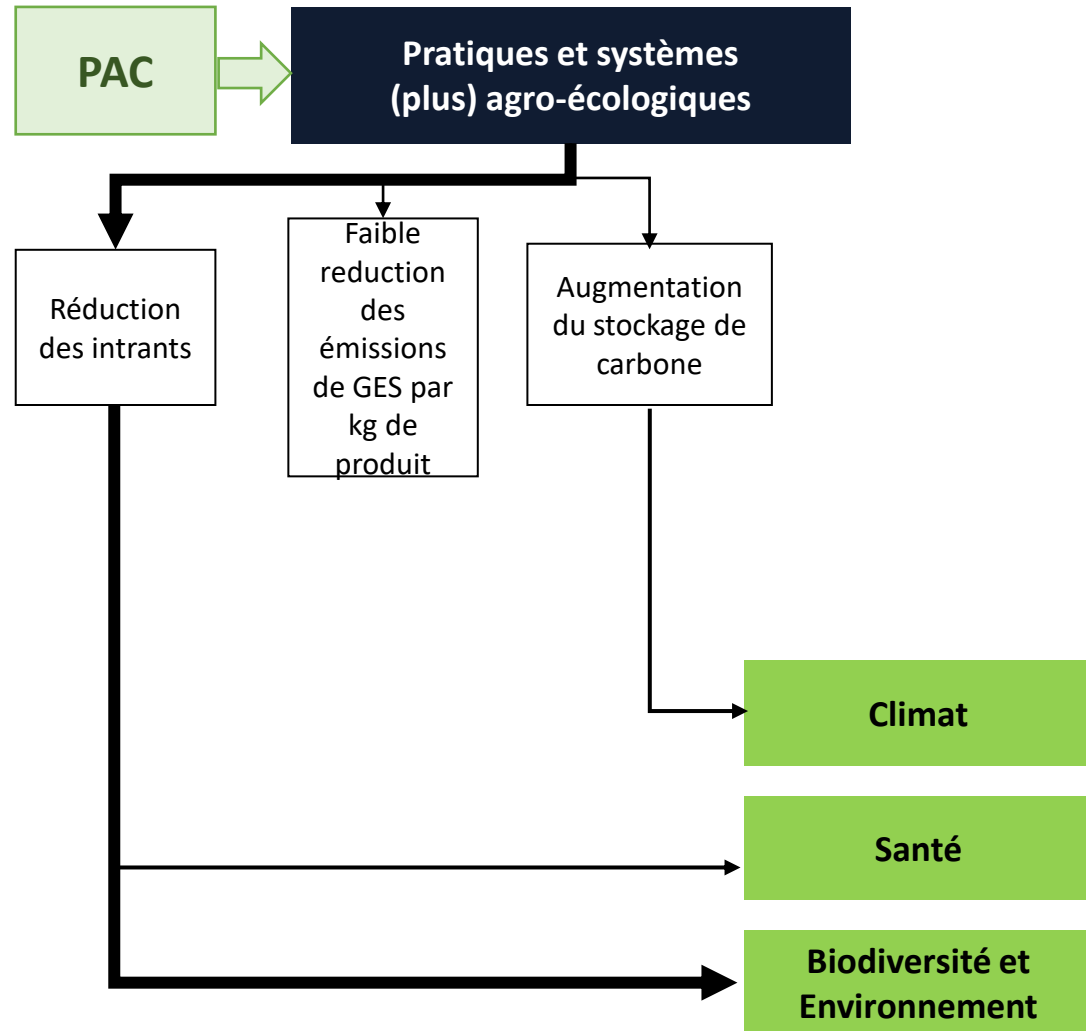 PAC
Pratiques et systèmes
(plus) agro-écologiques
Réduction
des intrants
Faible
reduction
des
émissions
de GES par
kg de
produit
Augmentation
du stockage de
carbone
Climat
Santé
Biodiversité et
Environnement